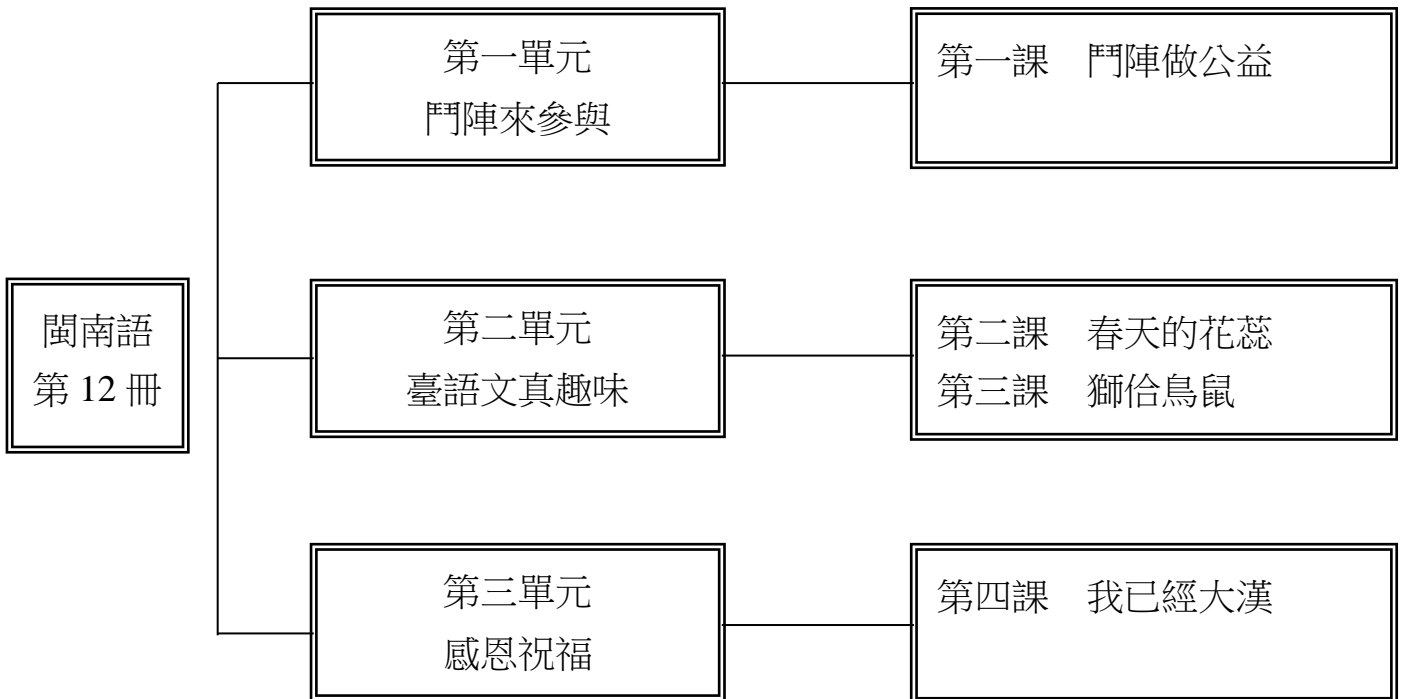 閩南語
第 12 冊
第一單元
鬥陣來參與
第一課 鬥陣做公益
第二單元
臺語文真趣味
第二課 春天的花蕊
第三課 獅佮鳥鼠
第三單元
感恩祝福
第四課 我已經大漢